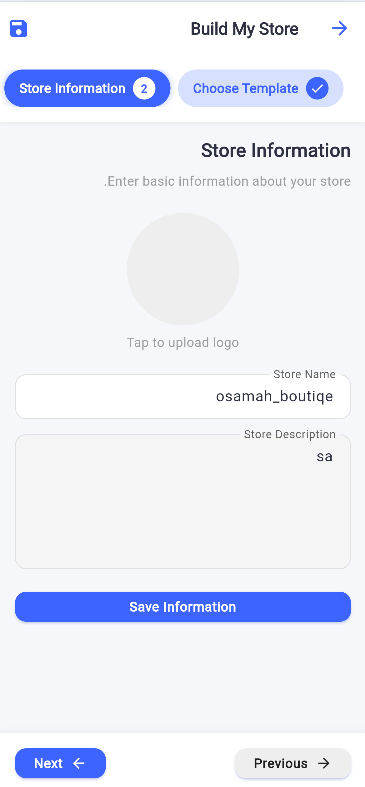 Build My Store
Choose Template
Store Information 2
Store Information
.Enter basic information about your store
Tap to upload logo
Store Name
osamah_boutiqe
Store Description
sa
Save Information
Previous
Next